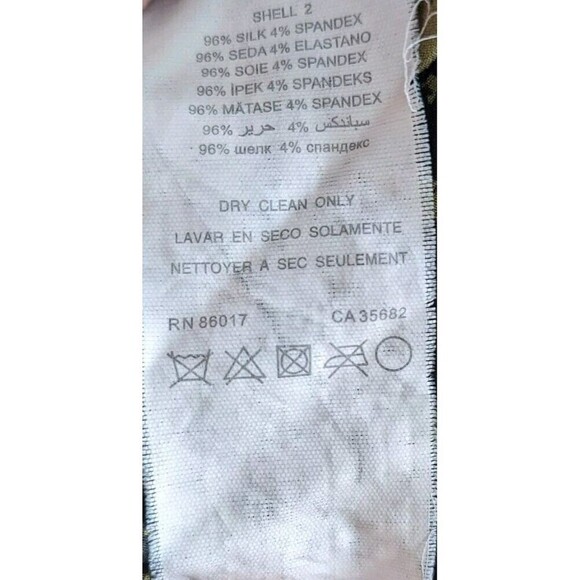 SHELL 2
96% SILK 4% SPANDEX
96% SEDA 4% ELASTANO
96% SOIE 4% SPANDEX
96% İPEK 4% SPANDEKS
96% MĂTASE 4% SPANDEX
96% حرير 4% سباندكس
96% шелк 4% спандекс
DRY CLEAN ONLY
LAVAR EN SECO SOLAMENTE
NETTOYER A SEC SEULEMENT
RN 86017 CA 35682